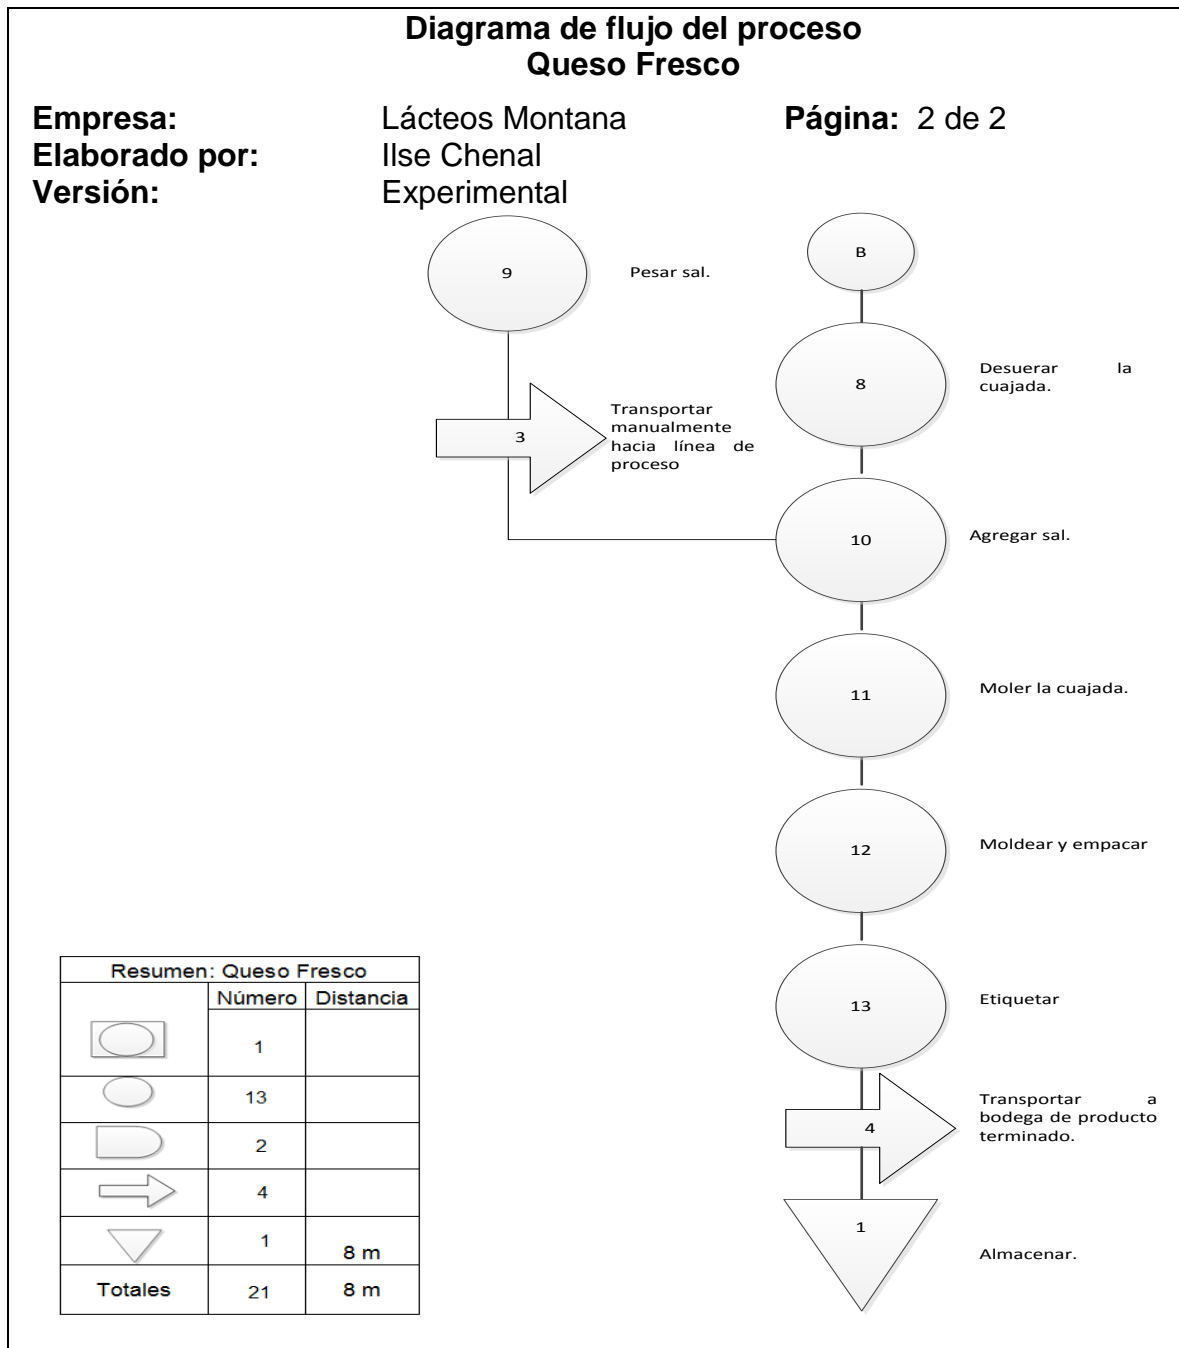 Diagrama de flujo del proceso
Queso Fresco
Empresa: Lácteos Montana Página: 2 de 2
Elaborado por: Ilse Chenal
Versión: Experimental
9
Pesar sal.
B
8
Desuerar la
cuajada.
3
Transportar
manualmente
hacia línea de
proceso
10
Agregar sal.
11
Moler la cuajada.
12
Moldear y empacar
13
Etiquetar
4
Transportar a
bodega de producto
terminado.
1
Almacenar.
Resumen: Queso Fresco
Número Distancia
1
13
2
4
1 8 m
Totales 21 8 m